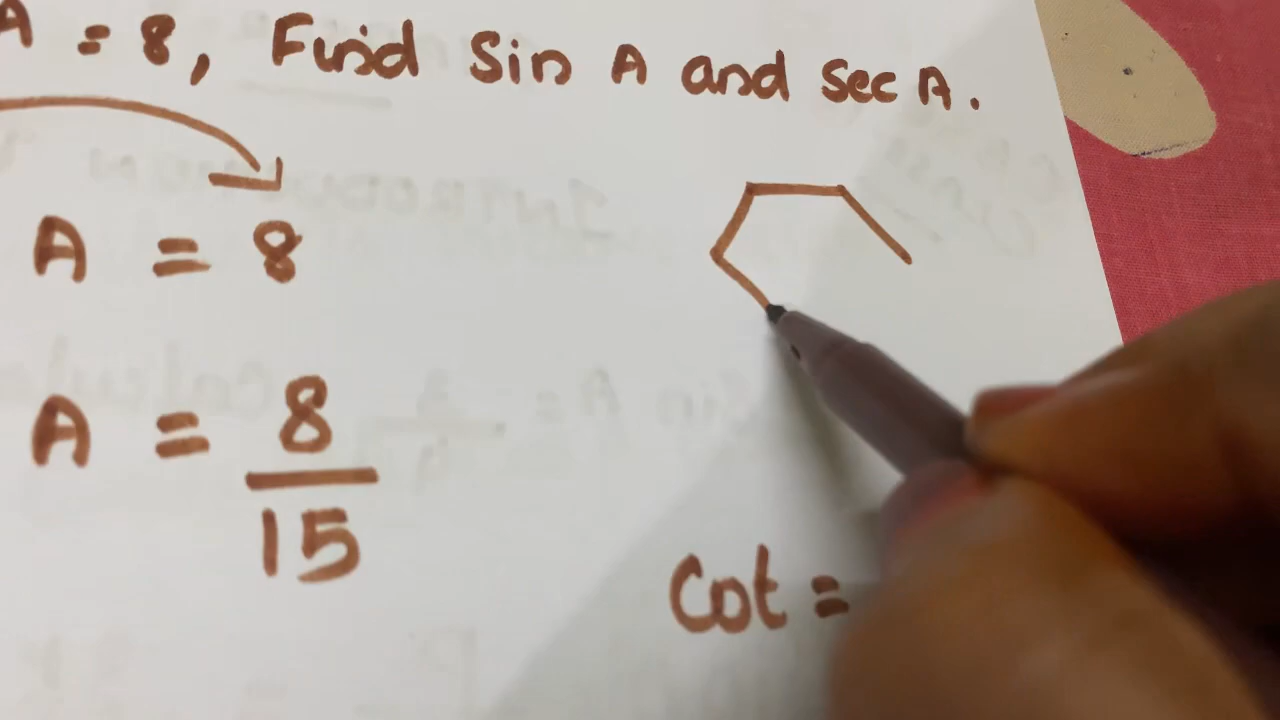 A = 8, Find Sin A and Sec A.
A = 8
A = 8
15
Cot =